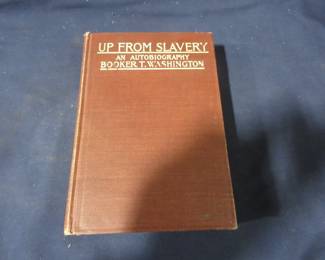 UP FROM SLAVERY
AN AUTOBIOGRAPHY
BOOKER T. WASHINGTON